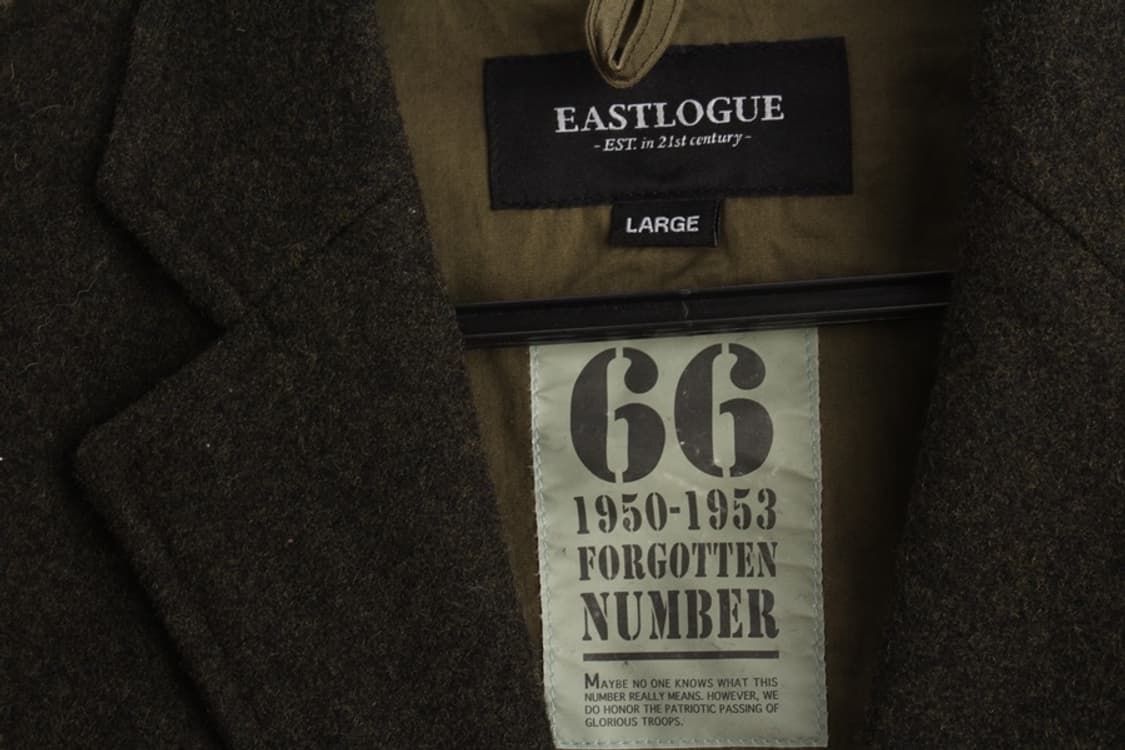 EASTLOGUE
- EST. in 21st century -
LARGE
66
1950-1953
FORGOTTEN
NUMBER
MAYBE NO ONE KNOWS WHAT THIS
NUMBER REALLY MEANS. HOWEVER, WE
DO HONOR THE PATRIOTIC PASSING OF
GLORIOUS TROOPS.